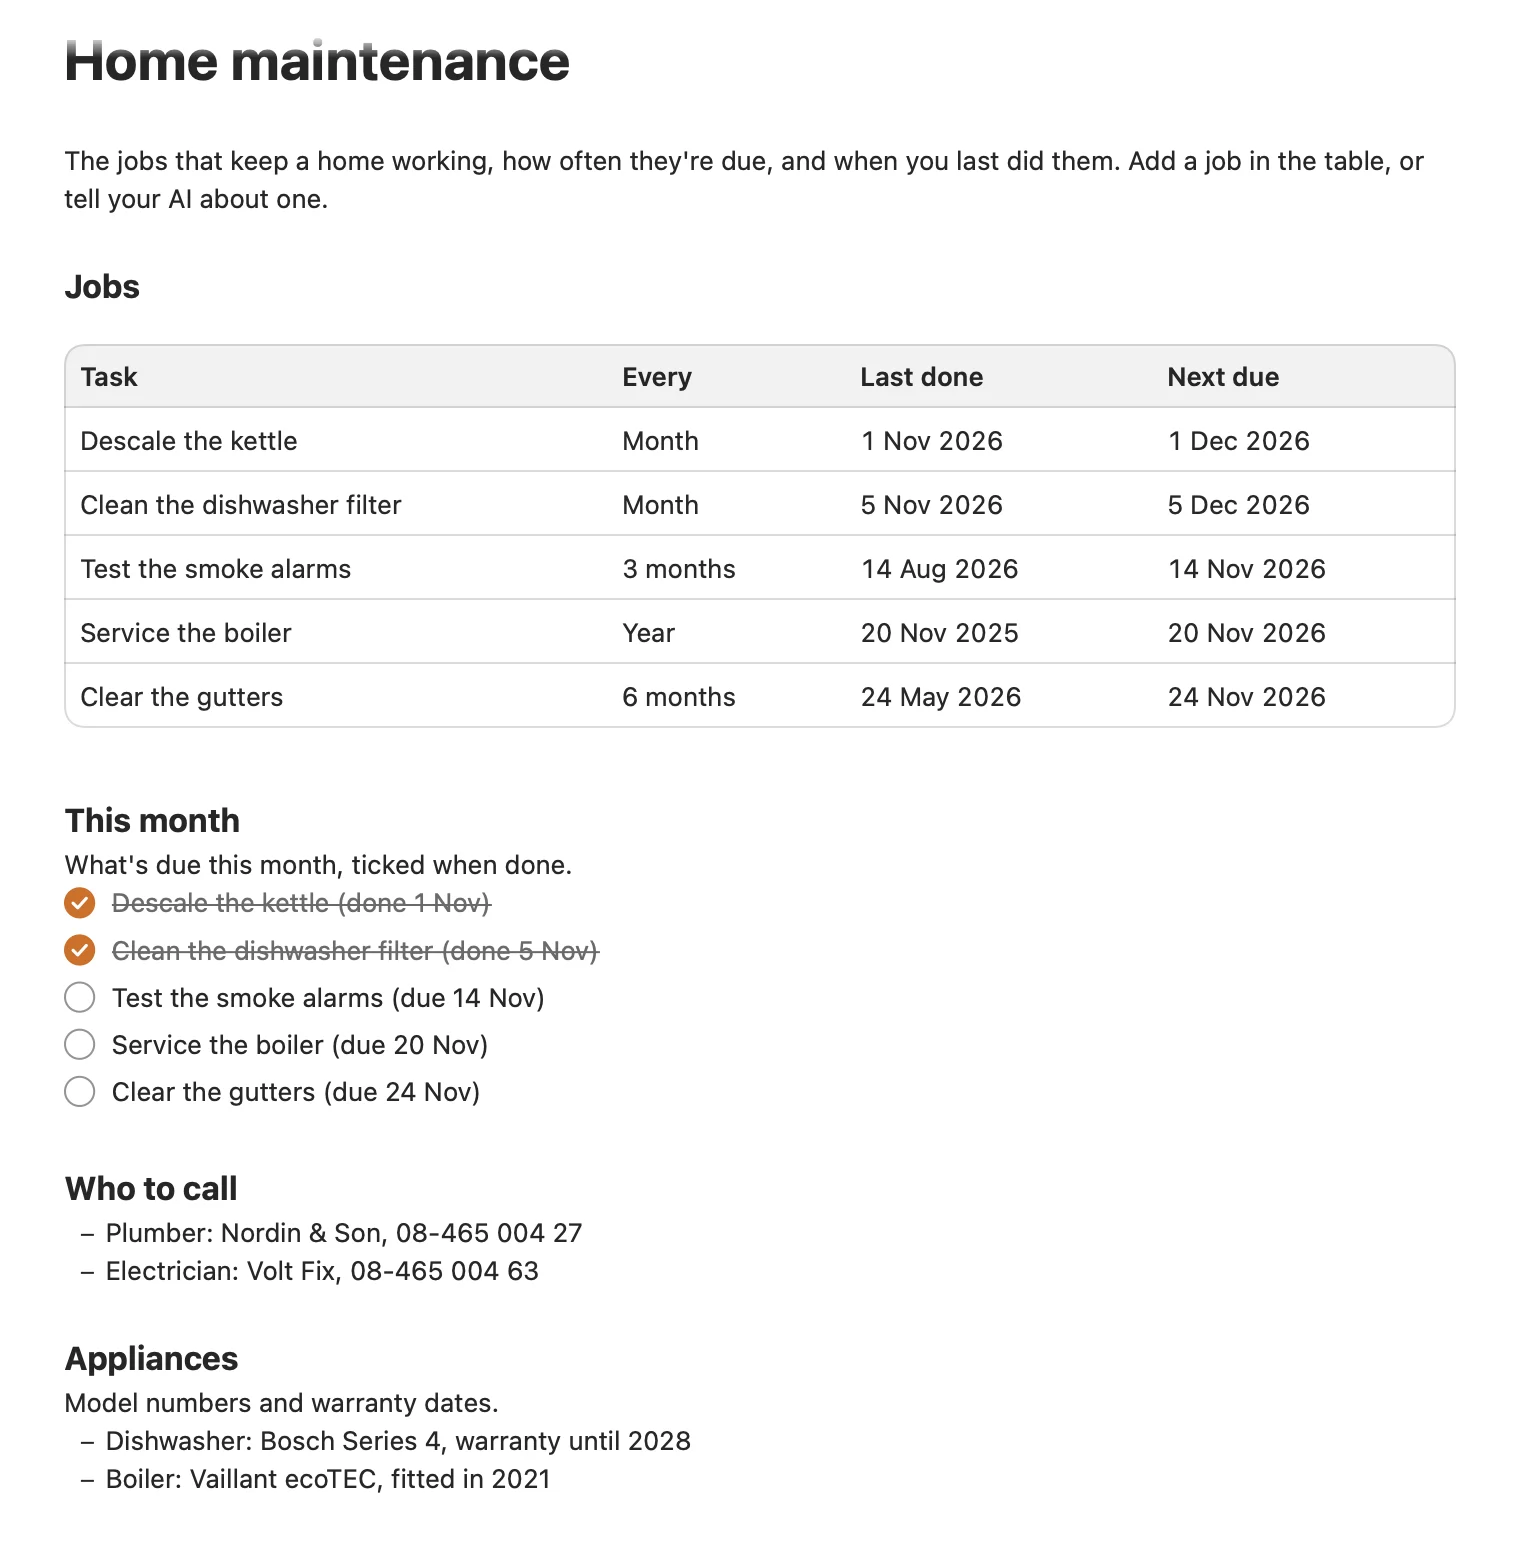 Home maintenance
The jobs that keep a home working, how often they're due, and when you last did them. Add a job in the table, or
tell your AI about one.
Jobs
Task Every Last done Next due
Descale the kettle Month 1 Nov 2026 1 Dec 2026
Clean the dishwasher filter Month 5 Nov 2026 5 Dec 2026
Test the smoke alarms 3 months 14 Aug 2026 14 Nov 2026
Service the boiler Year 20 Nov 2025 20 Nov 2026
Clear the gutters 6 months 24 May 2026 24 Nov 2026
This month
What's due this month, ticked when done.
Descale the kettle (done 1 Nov)
Clean the dishwasher filter (done 5 Nov)
Test the smoke alarms (due 14 Nov)
Service the boiler (due 20 Nov)
Clear the gutters (due 24 Nov)
Who to call
– Plumber: Nordin & Son, 08-465 004 27
– Electrician: Volt Fix, 08-465 004 63
Appliances
Model numbers and warranty dates.
– Dishwasher: Bosch Series 4, warranty until 2028
– Boiler: Vaillant ecoTEC, fitted in 2021